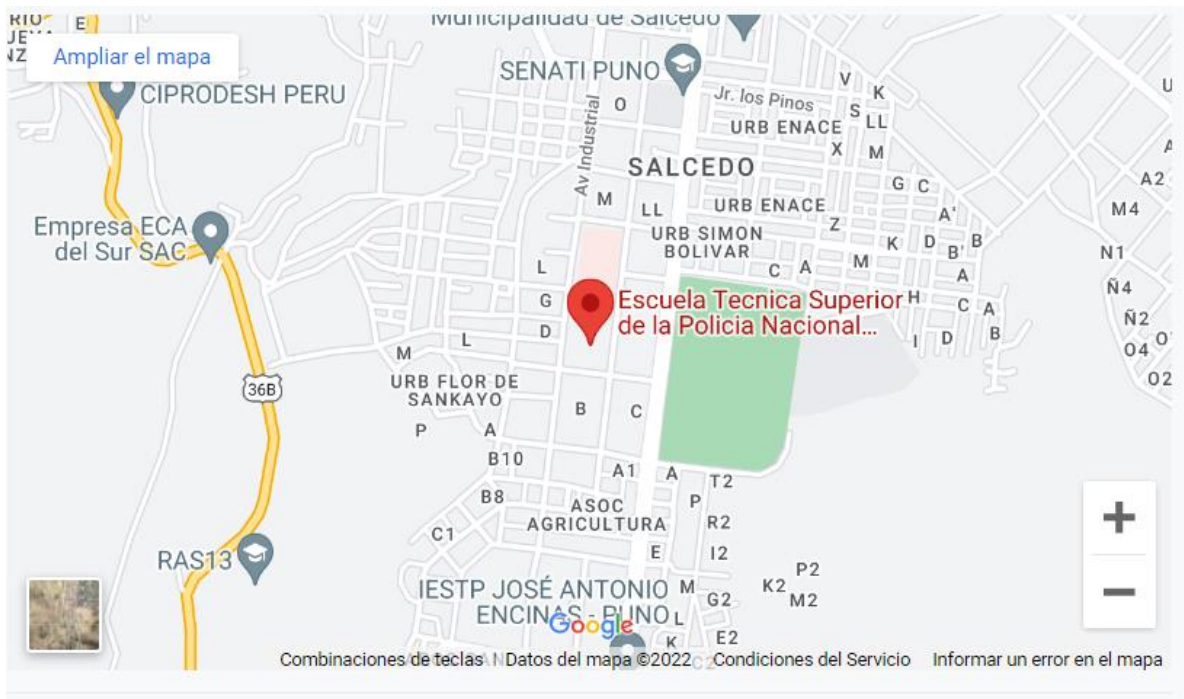 RIO
E
Ampliar el mapa
Municipalidad de Salcedo
SENATI PUNO
CIPRODESH PERU
Av Industrial
O
Jr. los Pinos
V
K
U
S
LL
URB ENACE
X
M
A
SALCEDO
A2
M
LL
URB ENACE
G
C
M4
A'
Empresa ECA
del Sur SAC
URB SIMON
BOLIVAR
Z
K
D
B'
B
N1
L
C
A
M
A
Ñ4
G
Escuela Tecnica Superior
de la Policia Nacional...
H
C
A
Ñ2
D
I
D
B
O4
O
O2
M
L
36B
URB FLOR DE
SANKAYO
B
C
P
A
B10
A1
A
T2
B8
P
ASOC
AGRICULTURA
R2
C1
E
I2
RAS13
P2
IESTP JOSÉ ANTONIO
ENCINAS - PUNO
M
G2
K2
M2
L
Google
K
E2
C2
Combinaciones de teclas
Datos del mapa ©2022
Condiciones del Servicio
Informar un error en el mapa
+
−